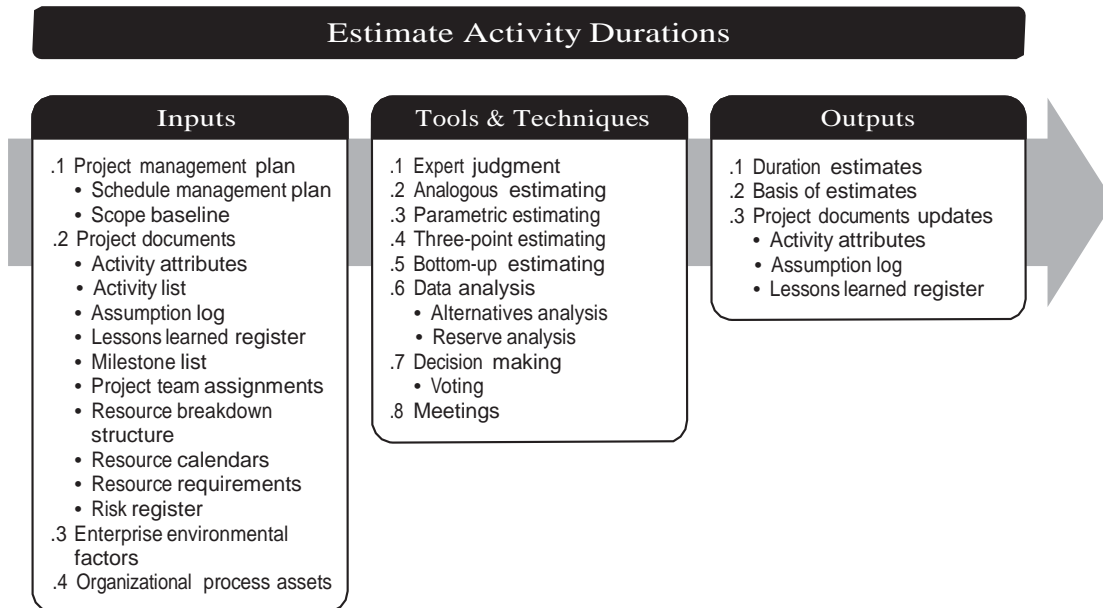 Estimate Activity Durations
Inputs
.1 Project management plan
• Schedule management plan
• Scope baseline
.2 Project documents
• Activity attributes
• Activity list
• Assumption log
• Lessons learned register
• Milestone list
• Project team assignments
• Resource breakdown
structure
• Resource calendars
• Resource requirements
• Risk register
.3 Enterprise environmental
factors
.4 Organizational process assets
Tools & Techniques
.1 Expert judgment
.2 Analogous estimating
.3 Parametric estimating
.4 Three-point estimating
.5 Bottom-up estimating
.6 Data analysis
• Alternatives analysis
• Reserve analysis
.7 Decision making
• Voting
.8 Meetings
Outputs
.1 Duration estimates
.2 Basis of estimates
.3 Project documents updates
• Activity attributes
• Assumption log
• Lessons learned register